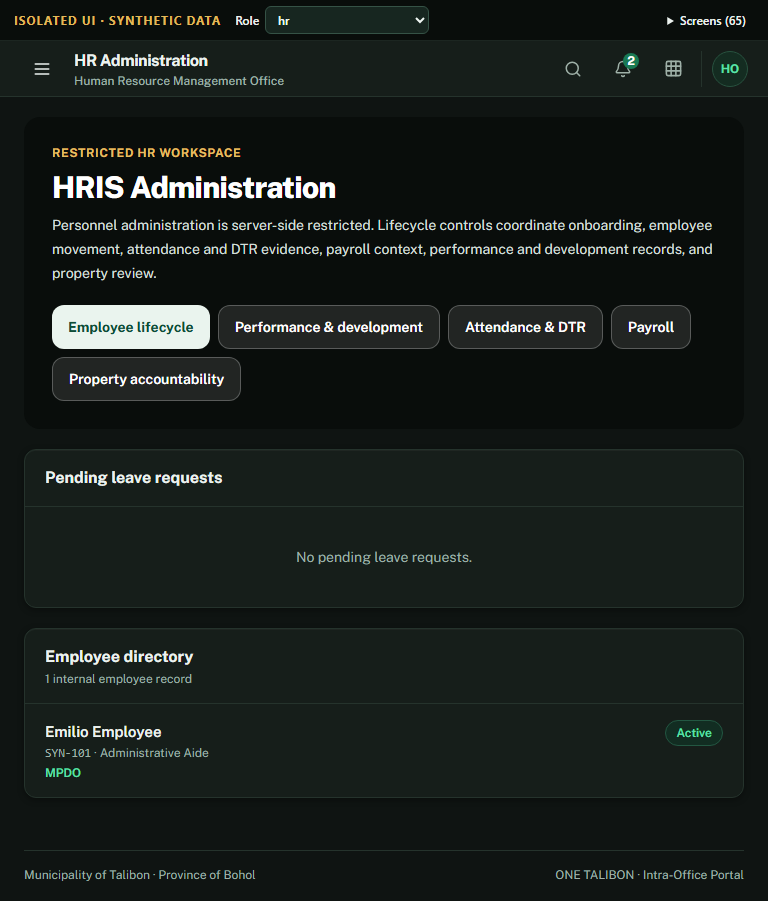 ISOLATED UI · SYNTHETIC DATA Role hr Screens (65)
HR Administration
Human Resource Management Office
2
HO
RESTRICTED HR WORKSPACE
HRIS Administration
Personnel administration is server-side restricted. Lifecycle controls coordinate onboarding, employee
movement, attendance and DTR evidence, payroll context, performance and development records, and
property review.
Employee lifecycle Performance & development Attendance & DTR Payroll
Property accountability
Pending leave requests
No pending leave requests.
Employee directory
1 internal employee record
Emilio Employee Active
SYN-101 · Administrative Aide
MPDO
Municipality of Talibon · Province of Bohol ONE TALIBON · Intra-Office Portal